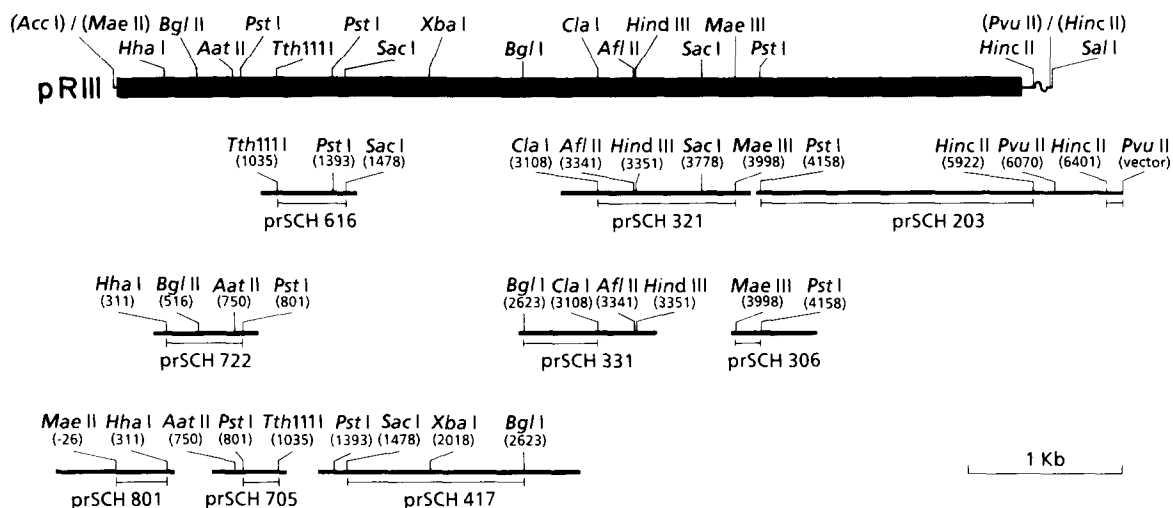 (Acc I) / (Mae II) Bgl II Pst I Pst I Xba I Cla I Hind III Mae III (Pvu II) / (Hinc II)
Hha I Aat II Tth111 I Sac I Bgl I Afl II Sac I Pst I Hinc II Sal I
pRIII
Tth111 I Pst I Sac I Cla I Afl II Hind III Sac I Mae III Pst I Hinc II Pvu II Hinc II Pvu II
(1035) (1393) (1478) (3108) (3341) (3351) (3778) (3998) (4158) (5922) (6070) (6401) (vector)
prSCH 616 prSCH 321 prSCH 203
Hha I Bgl II Aat II Pst I Bgl I Cla I Afl II Hind III Mae III Pst I
(311) (516) (750) (801) (2623) (3108) (3341) (3351) (3998) (4158)
prSCH 722 prSCH 331 prSCH 306
Mae II Hha I Aat II Pst I Tth111 I Pst I Sac I Xba I Bgl I
(-26) (311) (750) (801) (1035) (1393) (1478) (2018) (2623)
1 Kb
prSCH 801 prSCH 705 prSCH 417